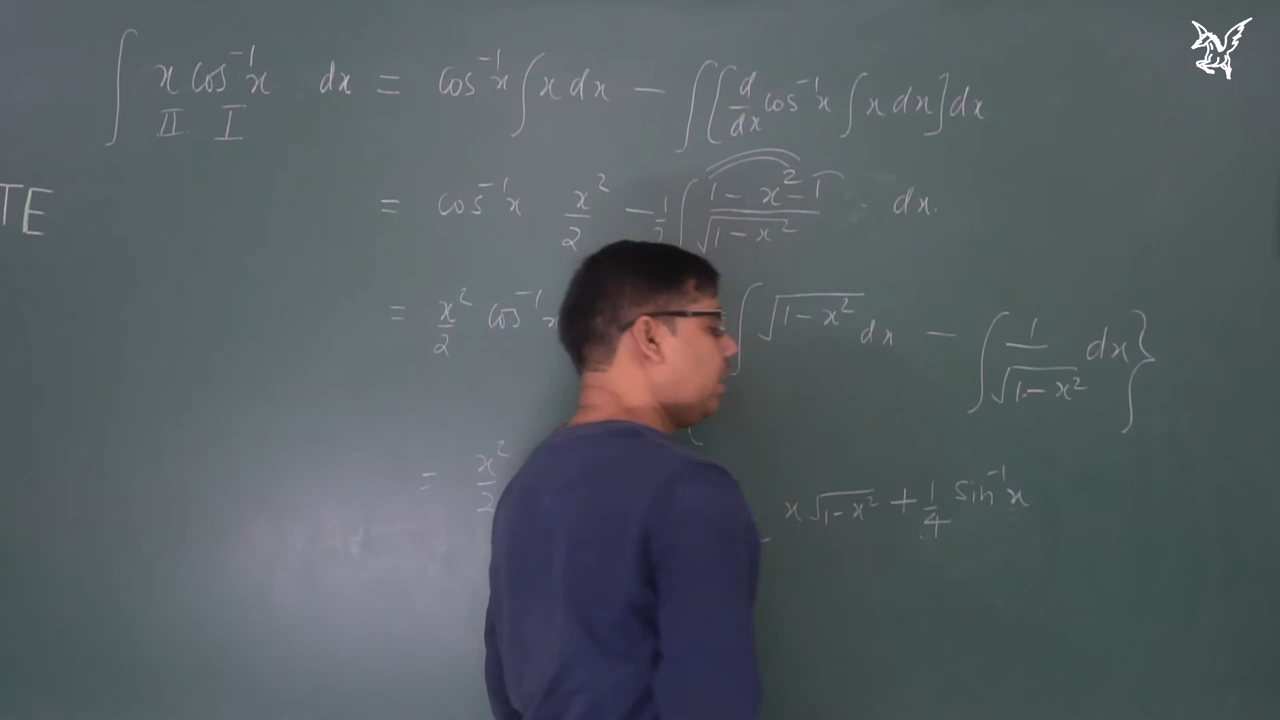 ∫ x cos⁻¹x dx = cos⁻¹x ∫ x dx − ∫ [d/dx cos⁻¹x ∫ x dx] dx
II I
TE
= cos⁻¹x x²/2 − 1/2 ∫ (1 − x² − 1)/√(1 − x²) dx.
= x²/2 cos⁻¹x ∫ √(1 − x²) dx − ∫ 1/√(1 − x²) dx}
= x²/2 x√(1 − x²) + 1/4 sin⁻¹x